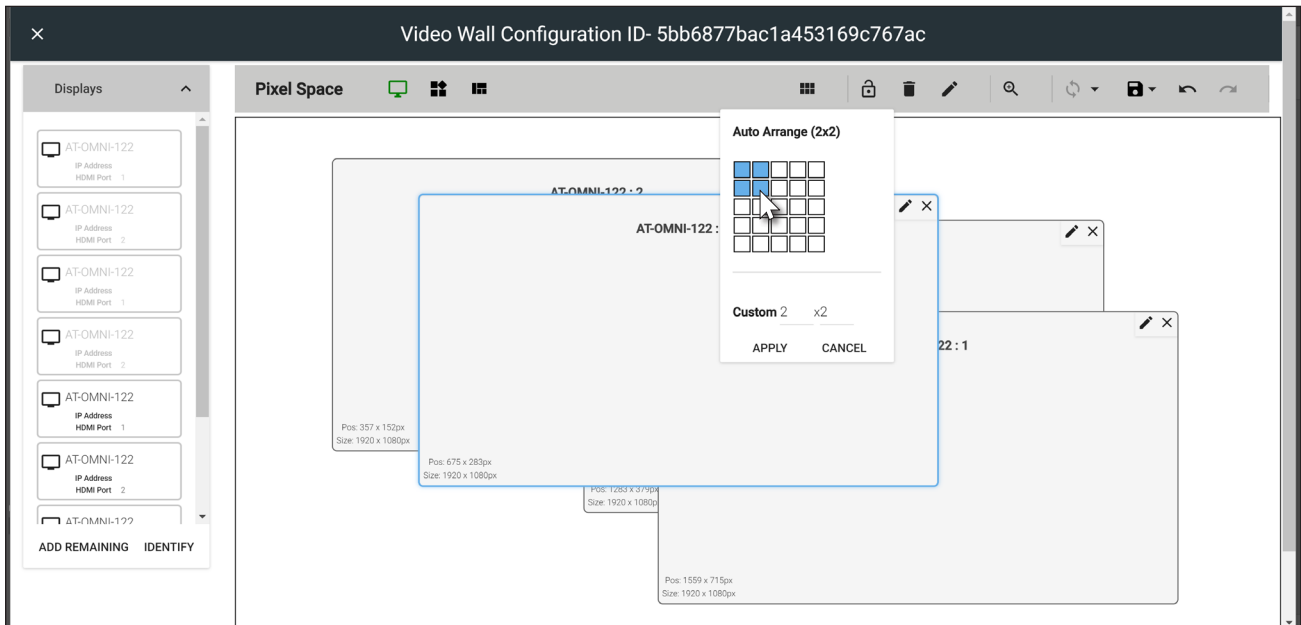 Video Wall Configuration ID- 5bb6877bac1a453169c767ac
Displays
Pixel Space
AT-OMNI-122
IP Address
HDMI Port 1
AT-OMNI-122
IP Address
HDMI Port 2
AT-OMNI-122
IP Address
HDMI Port 1
AT-OMNI-122
IP Address
HDMI Port 2
AT-OMNI-122
IP Address
HDMI Port 1
AT-OMNI-122
IP Address
HDMI Port 2
AT-OMNI-122
ADD REMAINING IDENTIFY
Auto Arrange (2x2)
Custom 2 x2
APPLY CANCEL
AT-OMNI-122 : 2
AT-OMNI-122 :
22 : 1
Pos: 357 x 152px
Size: 1920 x 1080px
Pos: 675 x 283px
Size: 1920 x 1080px
Pos: 1283 x 379px
Size: 1920 x 1080p
Pos: 1559 x 715px
Size: 1920 x 1080px